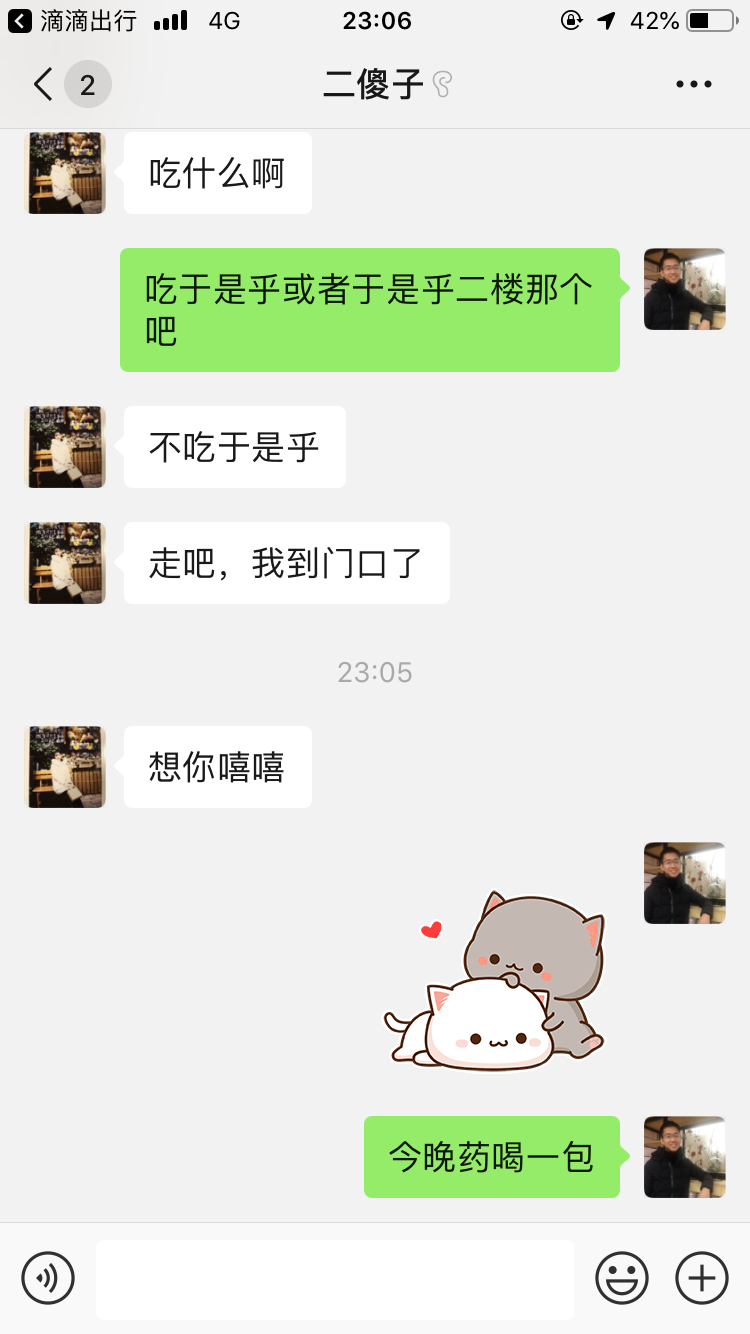 滴滴出行 4G 23:06 42%
2 二傻子
吃什么啊
吃于是乎或者于是乎二楼那个
吧
不吃于是乎
走吧，我到门口了
23:05
想你嘻嘻
今晚药喝一包